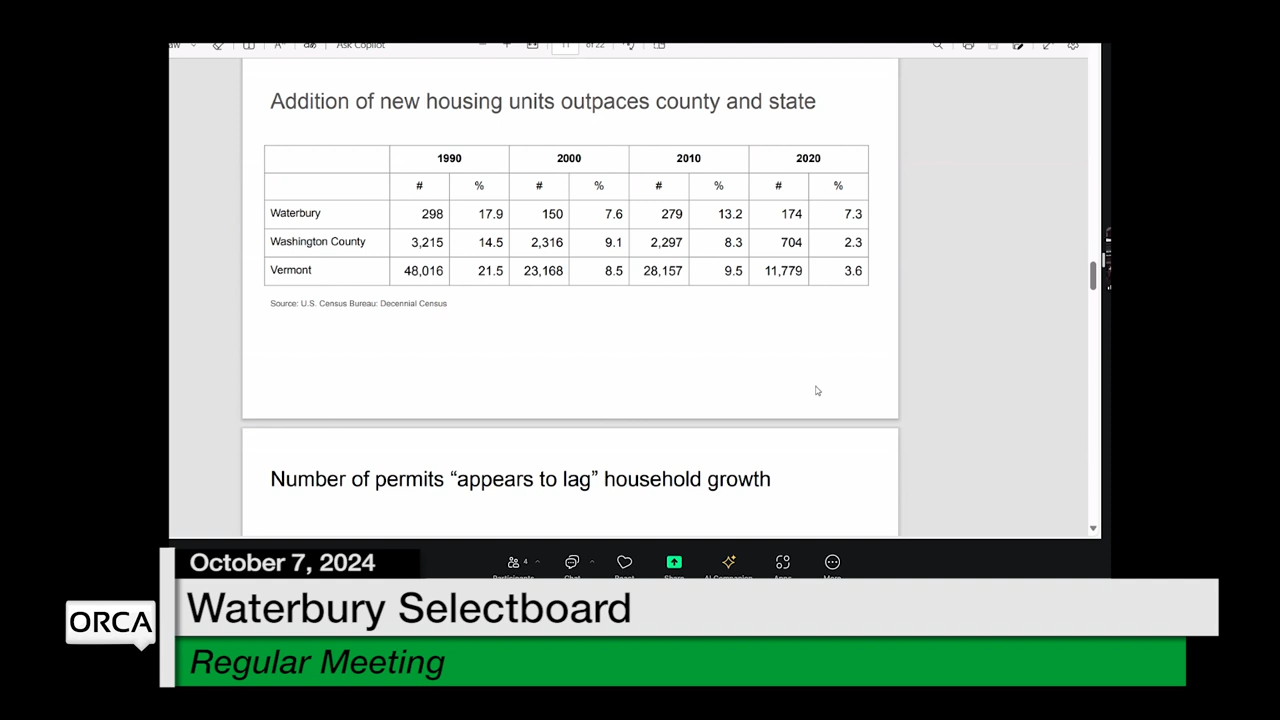 Ask Copilot
of 22
Addition of new housing units outpaces county and state
1990 2000 2010 2020
# % # % # % # %
Waterbury 298 17.9 150 7.6 279 13.2 174 7.3
Washington County 3,215 14.5 2,316 9.1 2,297 8.3 704 2.3
Vermont 48,016 21.5 23,168 8.5 28,157 9.5 11,779 3.6
Source: U.S. Census Bureau: Decennial Census
Number of permits “appears to lag” household growth
4
October 7, 2024
Waterbury Selectboard
ORCA
Regular Meeting